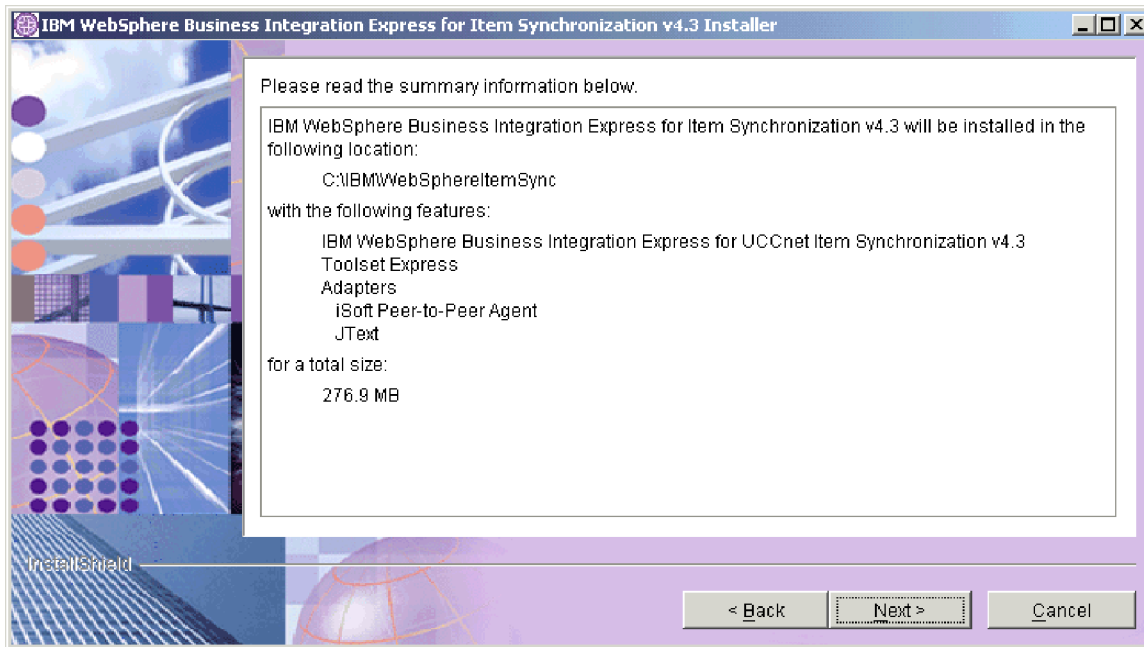 IBM WebSphere Business Integration Express for Item Synchronization v4.3 Installer
Please read the summary information below.
IBM WebSphere Business Integration Express for Item Synchronization v4.3 will be installed in the
following location:
C:\IBM\WebSphereItemSync
with the following features:
IBM WebSphere Business Integration Express for UCCnet Item Synchronization v4.3
Toolset Express
Adapters
iSoft Peer-to-Peer Agent
JText
for a total size:
276.9 MB
InstallShield
< Back
Next >
Cancel